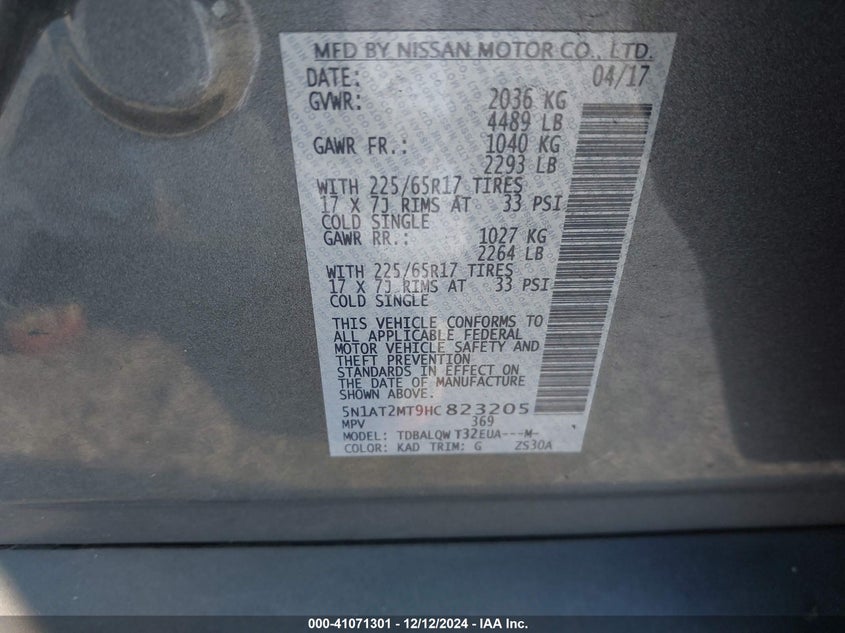 MFD BY NISSAN MOTOR CO., LTD.
DATE: 04/17
GVWR: 2036 KG
4489 LB
GAWR FR.: 1040 KG
2293 LB
WITH 225/65R17 TIRES
17 X 7J RIMS AT 33 PSI
COLD SINGLE
GAWR RR.: 1027 KG
2264 LB
WITH 225/65R17 TIRES
17 X 7J RIMS AT 33 PSI
COLD SINGLE
THIS VEHICLE CONFORMS TO
ALL APPLICABLE FEDERAL
MOTOR VEHICLE SAFETY AND
THEFT PREVENTION
STANDARDS IN EFFECT ON
THE DATE OF MANUFACTURE
SHOWN ABOVE.
5N1AT2MT9HC 823205
MPV 369
MODEL: TDBALQW T32EUA---M-
COLOR: KAD TRIM: G ZS30A
000-41071301 - 12/12/2024 - IAA Inc.